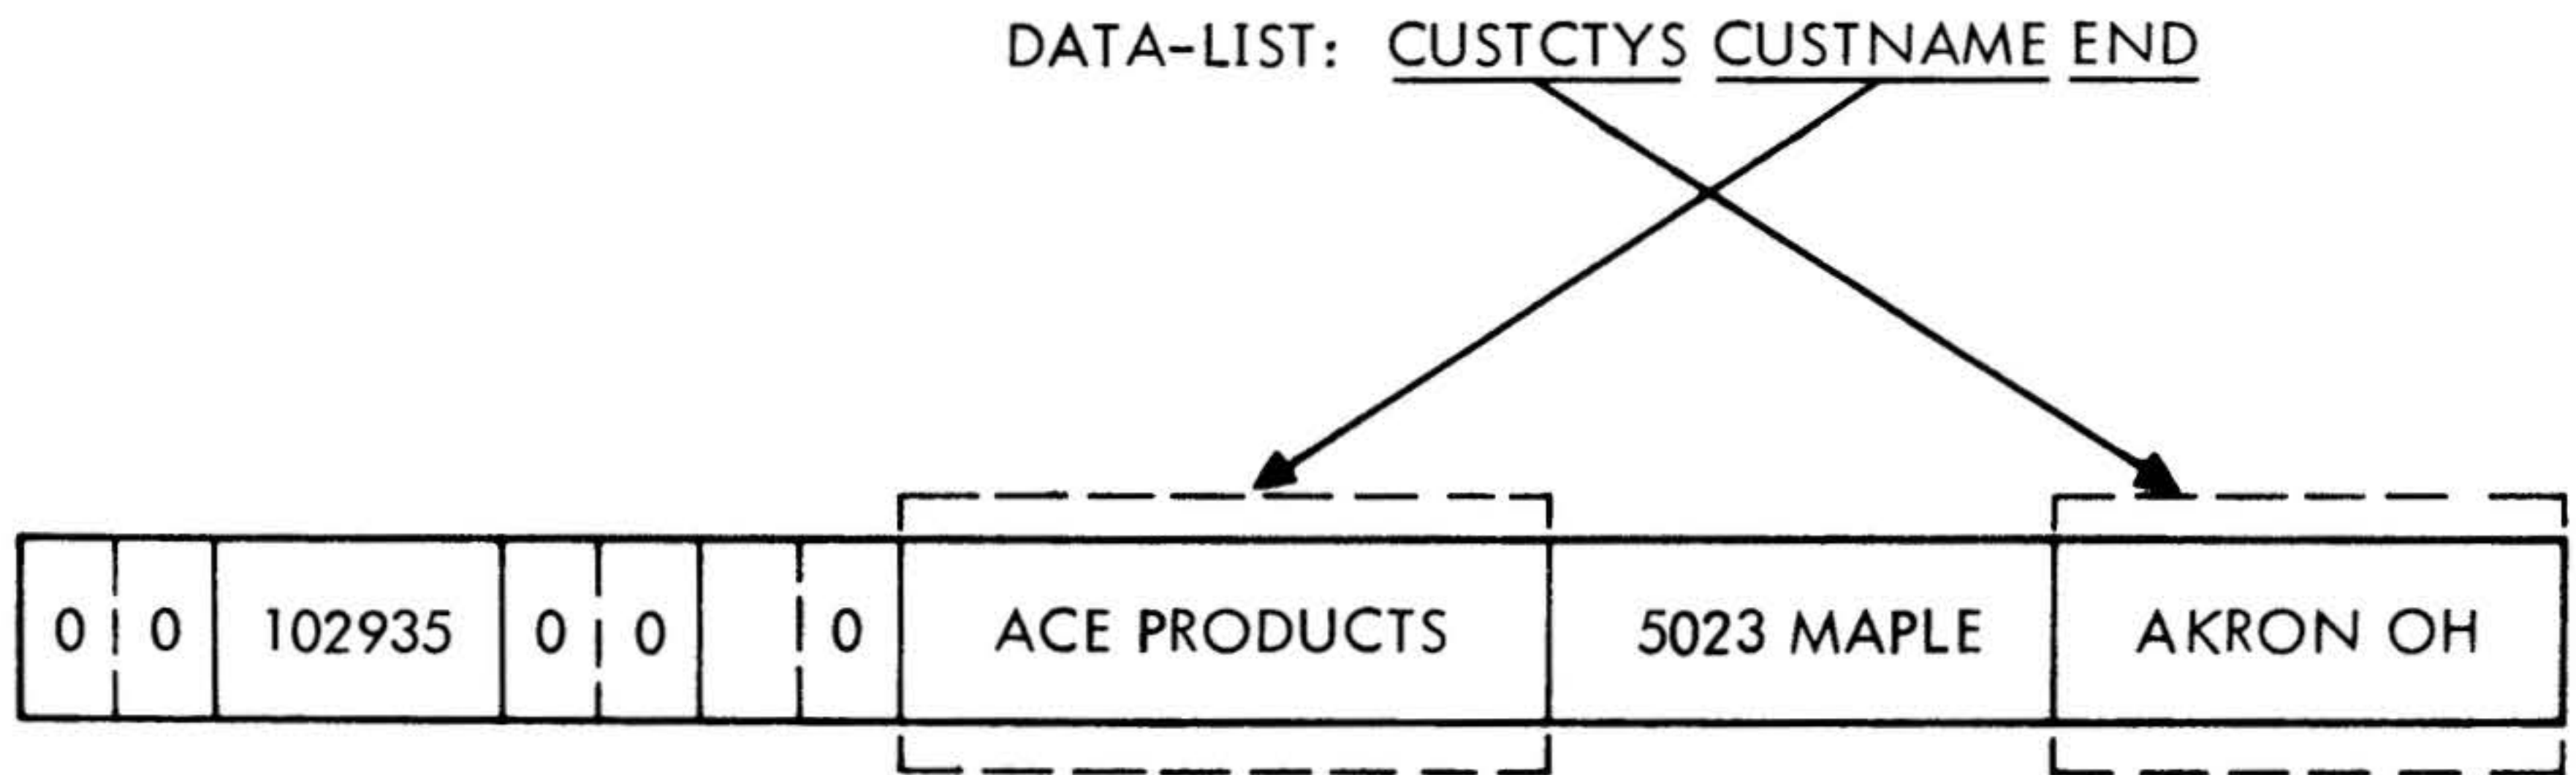 DATA-LIST: CUSTCTYS CUSTNAME END
0 0 102935 0 0 0 ACE PRODUCTS 5023 MAPLE AKRON OH